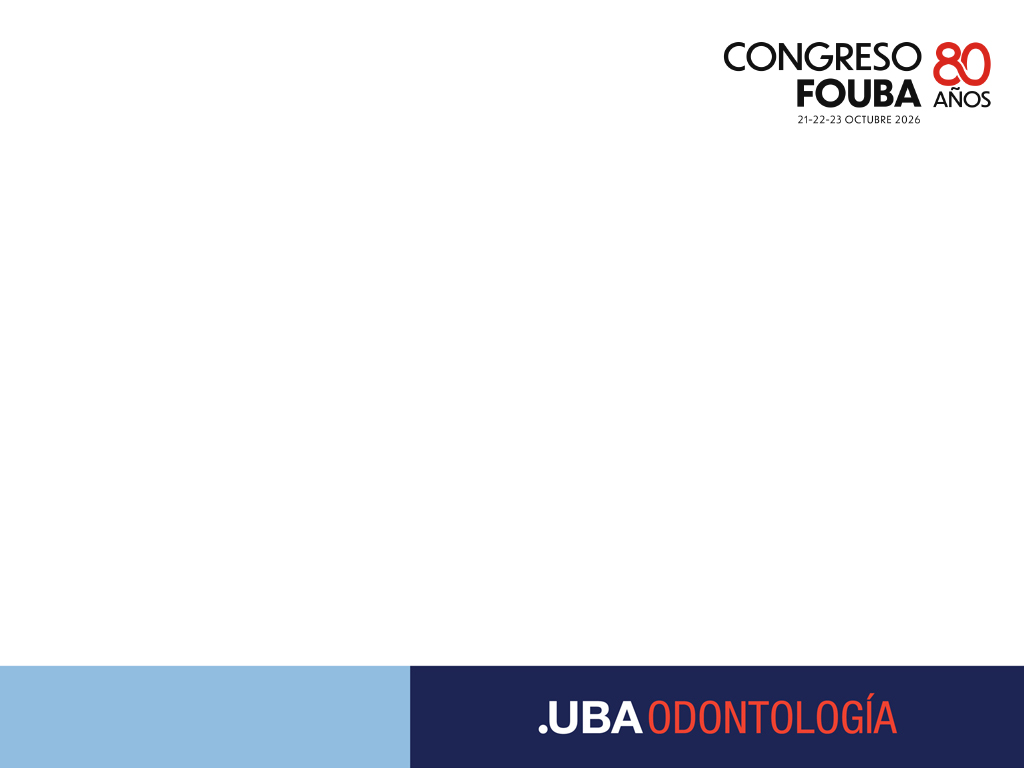 CONGRESO 80
FOUBA AÑOS
21-22-23 OCTUBRE 2026
.UBA ODONTOLOGÍA